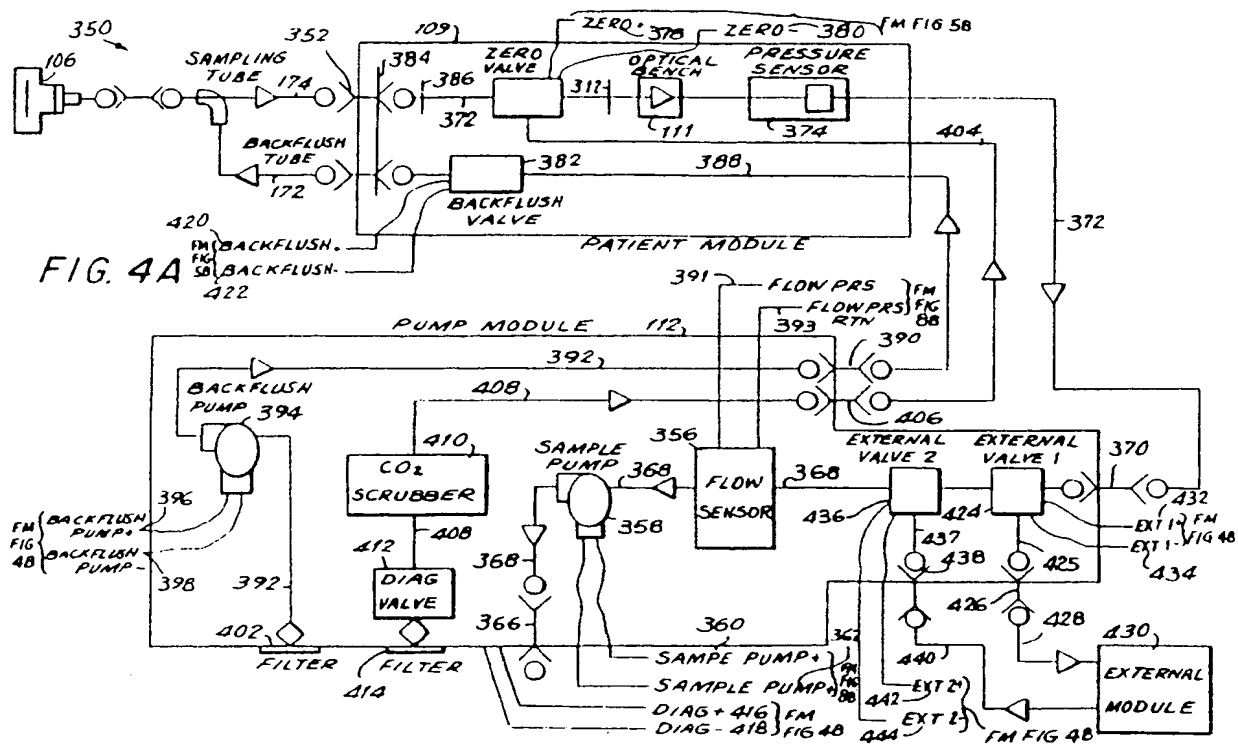 350
106
SAMPLING
TUBE
352
174
109
384
386
ZERO
VALVE
ZERO+
378
ZERO-
380
FM FIG 5B
OPTICAL
BENCH
PRESSURE
SENSOR
372
317
111
374
404
BACKFLUSH
TUBE
172
382
388
BACKFLUSH
VALVE
372
420
FM
FIG
5B
BACKFLUSH+
BACKFLUSH-
422
FIG. 4A
PATIENT MODULE
391
FLOW PRS
FLOW PRS
RTN
393
FM
FIG
8B
PUMP MODULE
112
392
390
BACKFLUSH
PUMP
394
408
406
410
CO2
SCRUBBER
SAMPLE
PUMP
368
358
356
FLOW
SENSOR
368
EXTERNAL
VALVE 2
EXTERNAL
VALVE 1
370
432
396
FM
FIG
4B
BACKFLUSH
PUMP+
BACKFLUSH
PUMP-
398
408
412
DIAG
VALVE
392
368
366
436
437
438
424
425
426
428
EXT 1+
EXT 1-
FM
FIG 4B
434
430
EXTERNAL
MODULE
402
FILTER
414
FILTER
360
362
SAMPE PUMP+
SAMPLE PUMP+
FM
FIG
8B
440
442
EXT 2+
444
EXT 2-
FM FIG 4B
DIAG+ 416
DIAG- 418
FM
FIG 4B